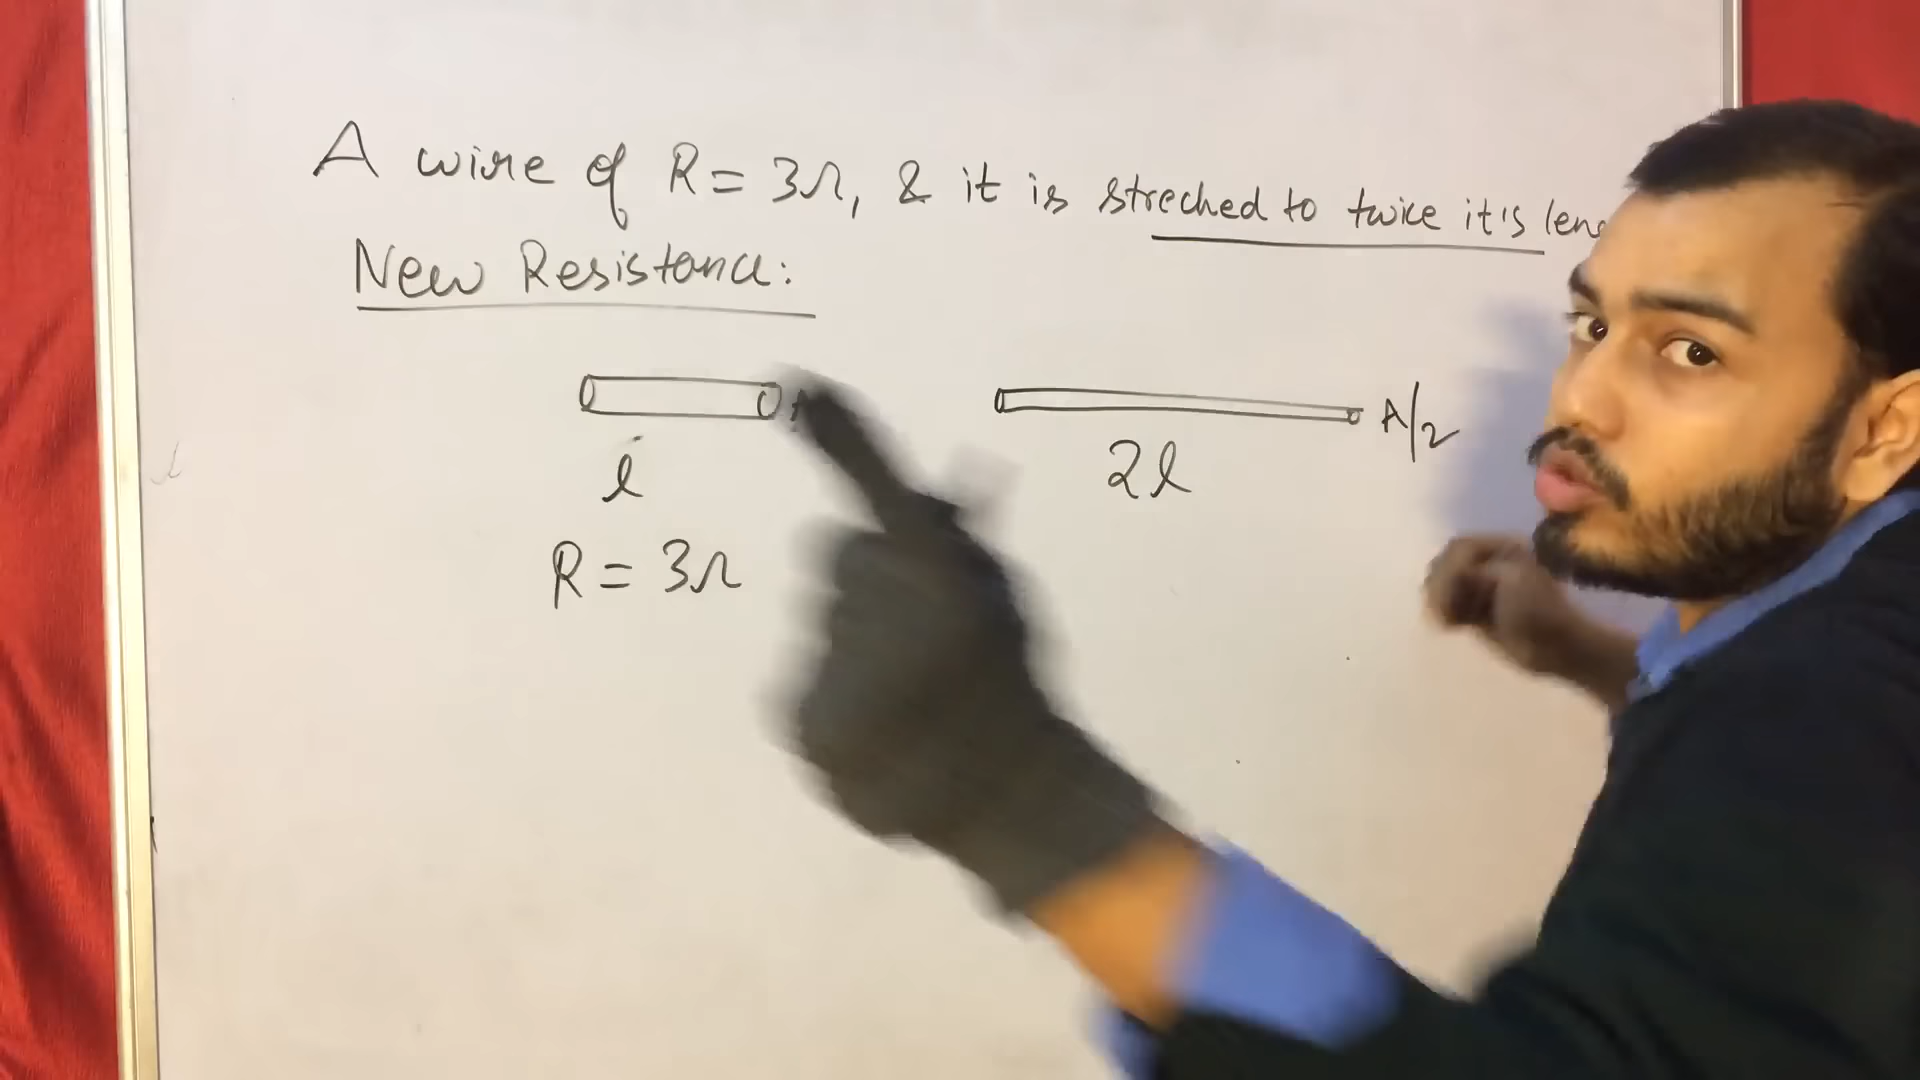 A wire of R = 3Ω, & it is streched to twice it's
New Resistance:
A/2
l
2l
R = 3Ω